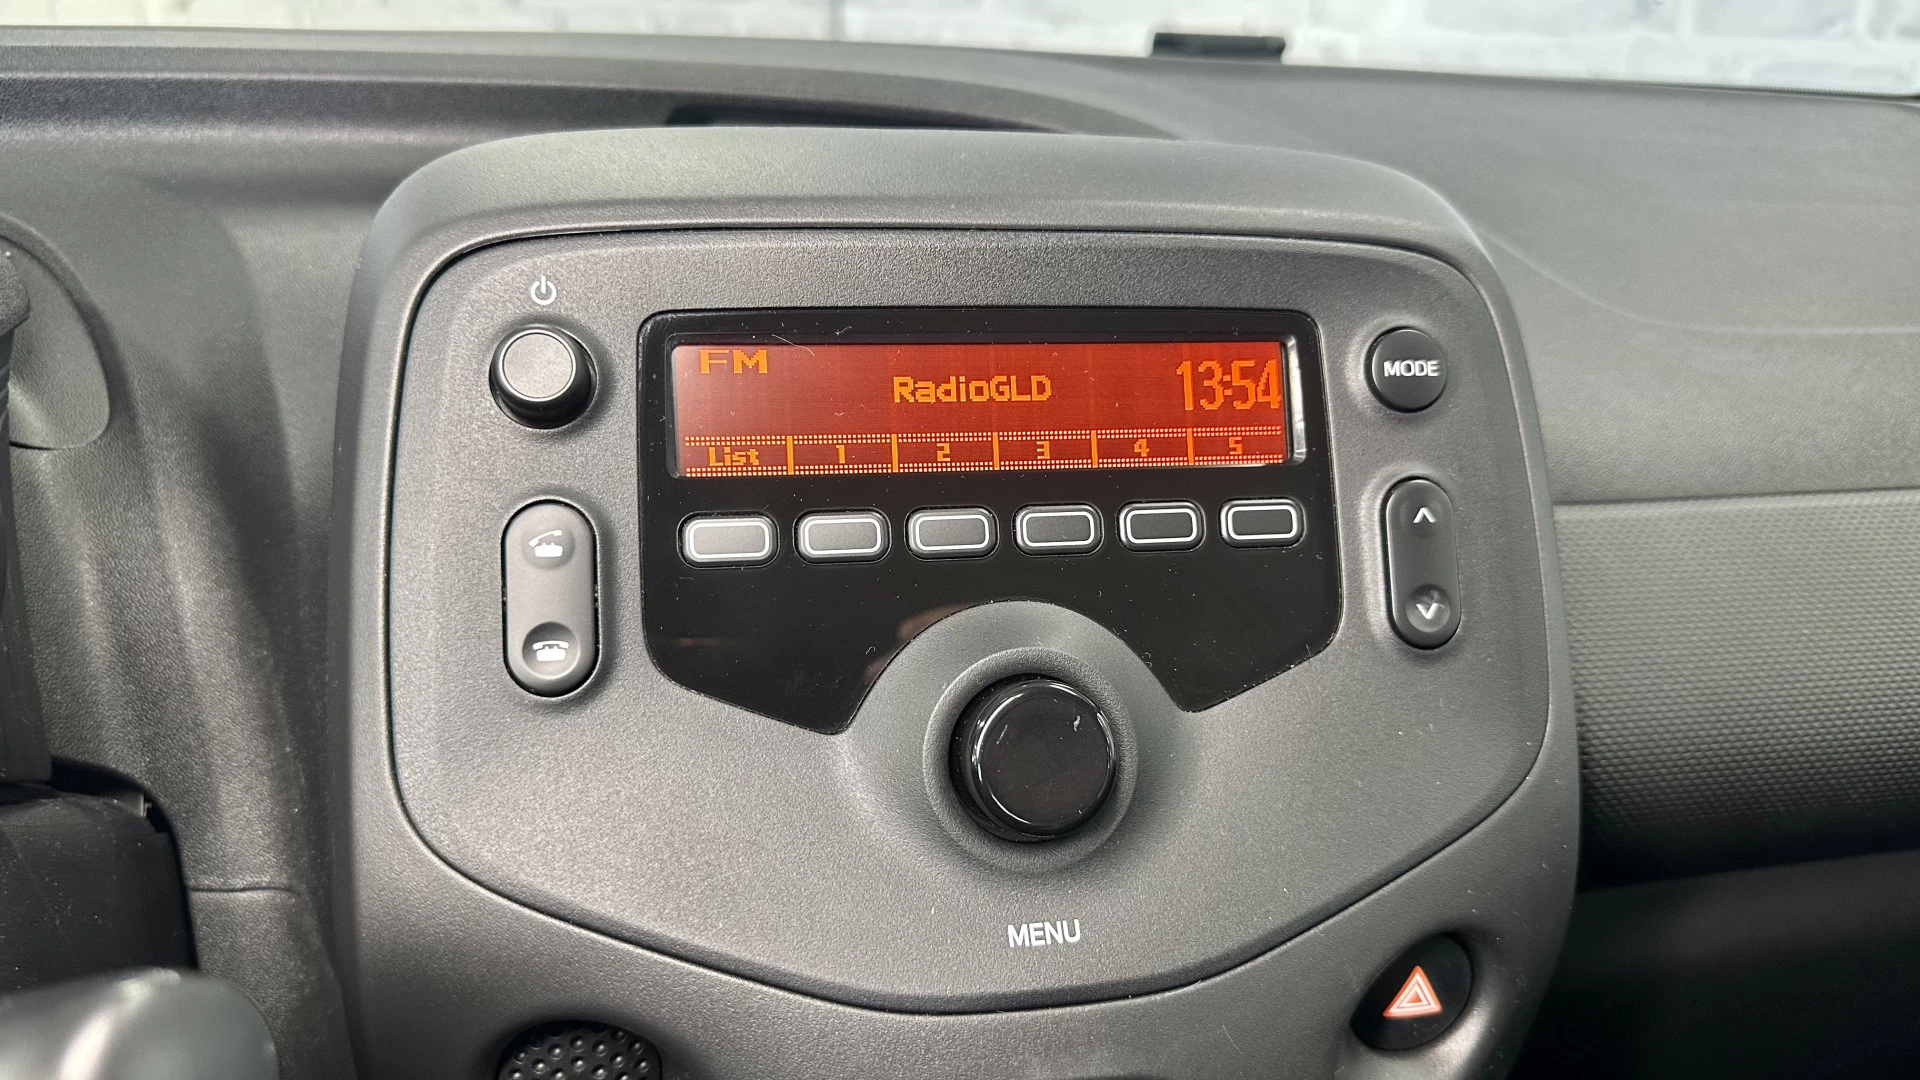 FM
RadioGLD
13:54
List 1 2 3 4 5
MODE
MENU